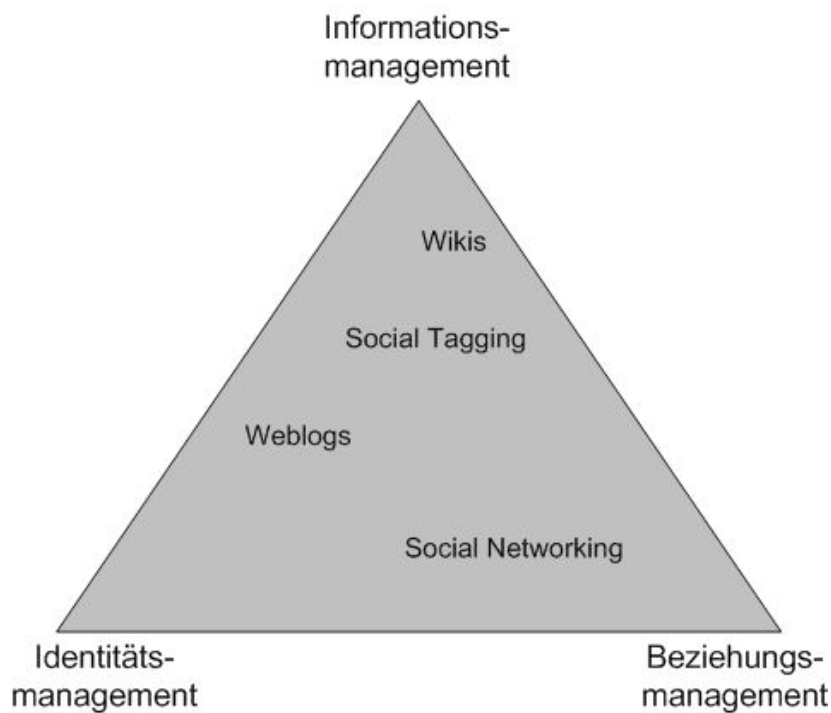 Informations-
management
Wikis
Social Tagging
Weblogs
Social Networking
Identitäts-
management
Beziehungs-
management